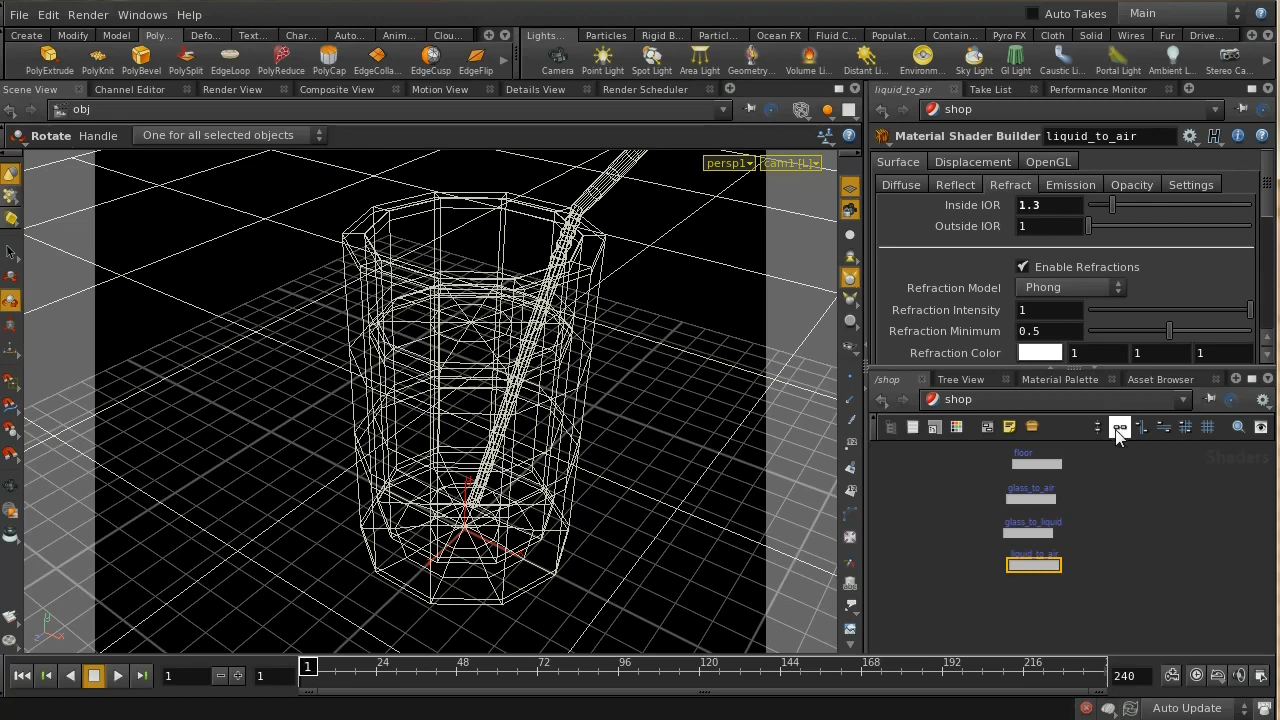 File Edit Render Windows Help Auto Takes Main
Create Modify Model Poly... Defo... Text... Char... Auto... Anim... Clou... Lights... Particles Rigid B... Particl... Ocean FX Fluid C... Populat... Contain... Pyro FX Cloth Solid Wires Fur Drive...
PolyExtrude PolyKnit PolyBevel PolySplit EdgeLoop PolyReduce PolyCap EdgeColla... EdgeCusp EdgeFlip Camera Point Light Spot Light Area Light Geometry... Volume Li... Distant Li... Environm... Sky Light GI Light Caustic Li... Portal Light Ambient L... Stereo Ca...
Scene View Channel Editor Render View Composite View Motion View Details View Render Scheduler liquid_to_air Take List Performance Monitor
obj shop
Rotate Handle One for all selected objects Material Shader Builder liquid_to_air
persp1 cam1 [L]
Surface Displacement OpenGL
Diffuse Reflect Refract Emission Opacity Settings
Inside IOR 1.3
Outside IOR 1
Enable Refractions
Refraction Model Phong
Refraction Intensity 1
Refraction Minimum 0.5
Refraction Color 1 1 1
/shop Tree View Material Palette Asset Browser
shop
Shaders
floor
glass_to_air
glass_to_liquid
liquid_to_air
y
z x
1 1 1 24 48 72 96 120 144 168 192 216 240
Auto Update